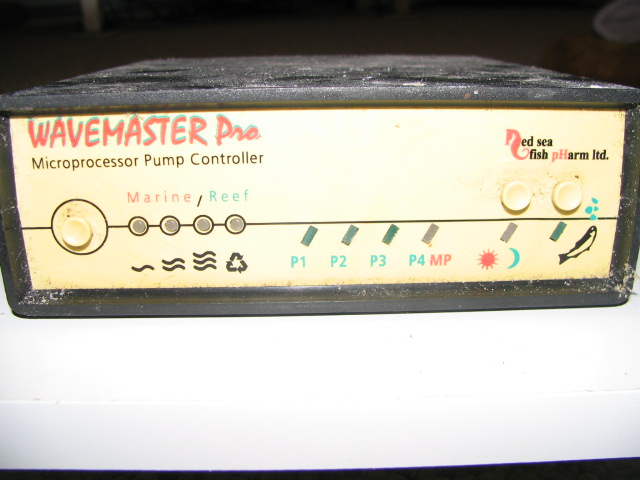 WAVEMASTER Pro
Microprocessor Pump Controller
Red sea
fish pHarm ltd.
Marine / Reef
P1 P2 P3 P4 MP